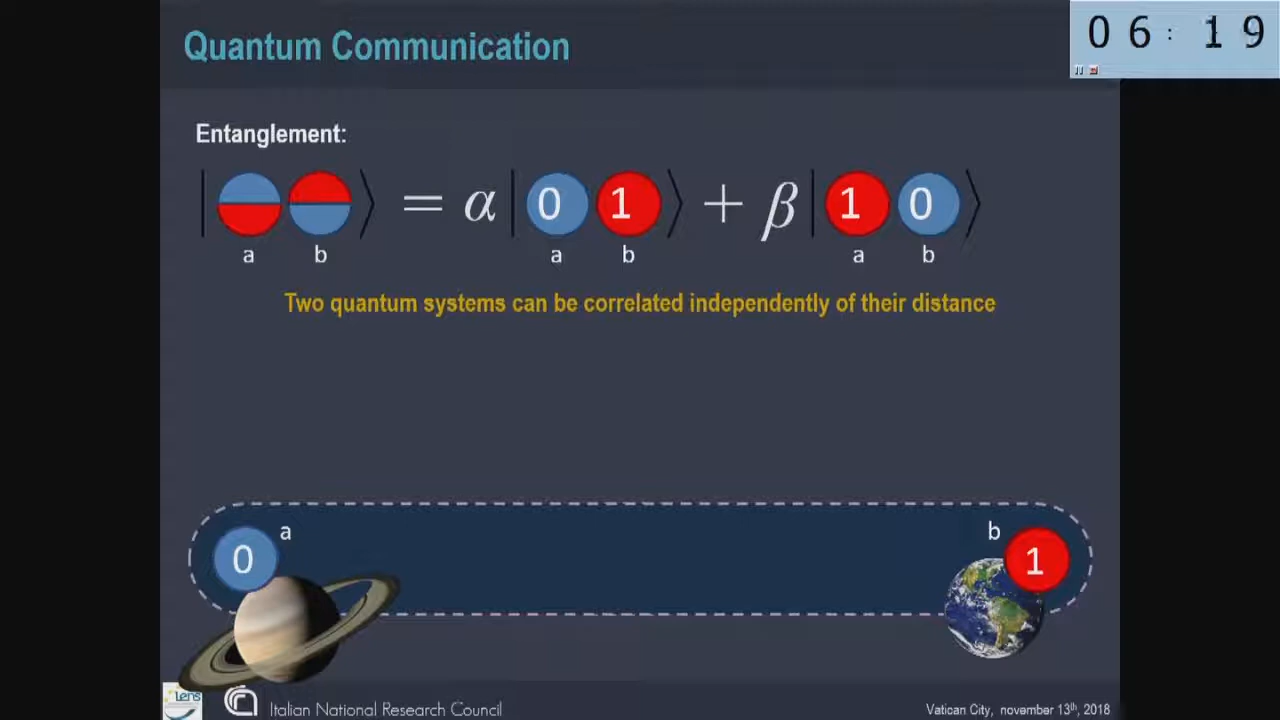 Quantum Communication
06:19
Entanglement:
| ⟩ = α | 0 1 ⟩ + β | 1 0 ⟩
a b a b a b
Two quantum systems can be correlated independently of their distance
a b
0 1
Lens
Italian National Research Council
Vatican City, november 13th, 2018